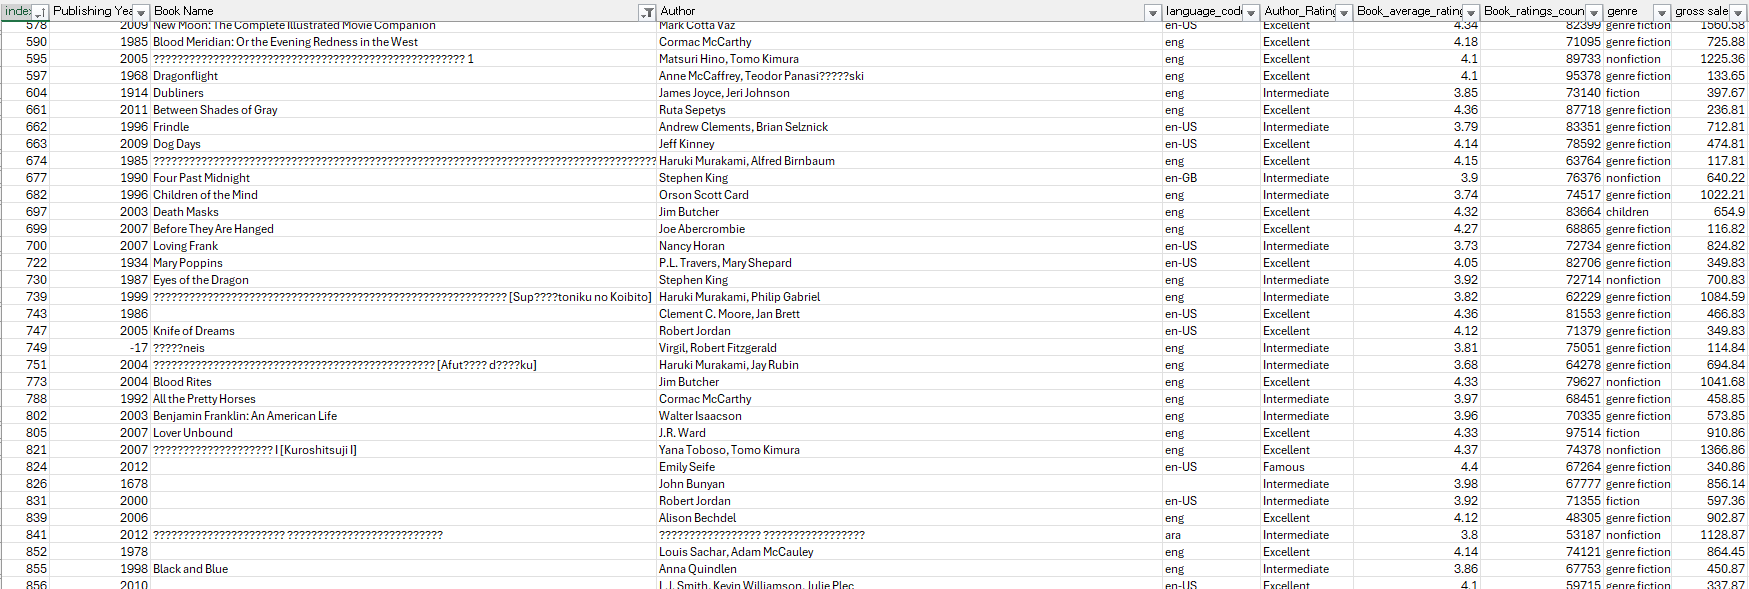 index Publishing Yea Book Name Author language_code Author_Rating Book_average_rating Book_ratings_coun genre gross sale
578 2009 New Moon: The Complete Illustrated Movie Companion Mark Cotta Vaz en-US Excellent 4.34 82399 genre fiction 1560.58
590 1985 Blood Meridian: Or the Evening Redness in the West Cormac McCarthy eng Excellent 4.18 71095 genre fiction 725.88
595 2005 ???????????????????????????????????????????????????? 1 Matsuri Hino, Tomo Kimura eng Excellent 4.1 89733 nonfiction 1225.36
597 1968 Dragonflight Anne McCaffrey, Teodor Panasi?????ski eng Excellent 4.1 95378 genre fiction 133.65
604 1914 Dubliners James Joyce, Jeri Johnson eng Intermediate 3.85 73140 fiction 397.67
661 2011 Between Shades of Gray Ruta Sepetys eng Excellent 4.36 87718 genre fiction 236.81
662 1996 Frindle Andrew Clements, Brian Selznick en-US Intermediate 3.79 83351 genre fiction 712.81
663 2009 Dog Days Jeff Kinney en-US Excellent 4.14 78592 genre fiction 474.81
674 1985 ???????????????????????????????????????????????????????????????????????????????????? Haruki Murakami, Alfred Birnbaum eng Excellent 4.15 63764 genre fiction 117.81
677 1990 Four Past Midnight Stephen King en-GB Intermediate 3.9 76376 nonfiction 640.22
682 1996 Children of the Mind Orson Scott Card eng Intermediate 3.74 74517 genre fiction 1022.21
697 2003 Death Masks Jim Butcher eng Excellent 4.32 83664 children 654.9
699 2007 Before They Are Hanged Joe Abercrombie eng Excellent 4.27 68865 genre fiction 116.82
700 2007 Loving Frank Nancy Horan en-US Intermediate 3.73 72734 genre fiction 824.82
722 1934 Mary Poppins P.L. Travers, Mary Shepard en-US Excellent 4.05 82706 genre fiction 349.83
730 1987 Eyes of the Dragon Stephen King eng Intermediate 3.92 72714 nonfiction 700.83
739 1999 ??????????????????????????????????????????????????????????? [Sup????toniku no Koibito] Haruki Murakami, Philip Gabriel eng Intermediate 3.82 62229 genre fiction 1084.59
743 1986 Clement C. Moore, Jan Brett en-US Excellent 4.36 81553 genre fiction 466.83
747 2005 Knife of Dreams Robert Jordan en-US Excellent 4.12 71379 genre fiction 349.83
749 -17 ?????neis Virgil, Robert Fitzgerald eng Intermediate 3.81 75051 genre fiction 114.84
751 2004 ??????????????????????????????????????????????? [Afut???? d????ku] Haruki Murakami, Jay Rubin eng Intermediate 3.68 64278 genre fiction 694.84
773 2004 Blood Rites Jim Butcher eng Excellent 4.33 79627 nonfiction 1041.68
788 1992 All the Pretty Horses Cormac McCarthy eng Intermediate 3.97 68451 genre fiction 458.85
802 2003 Benjamin Franklin: An American Life Walter Isaacson eng Intermediate 3.96 70335 genre fiction 573.85
805 2007 Lover Unbound J.R. Ward eng Excellent 4.33 97514 fiction 910.86
821 2007 ???????????????????? I [Kuroshitsuji I] Yana Toboso, Tomo Kimura eng Excellent 4.37 74378 nonfiction 1366.86
824 2012 Emily Seife en-US Famous 4.4 67264 genre fiction 340.86
826 1678 John Bunyan Intermediate 3.98 67777 genre fiction 856.14
831 2000 Robert Jordan en-US Intermediate 3.92 71355 fiction 597.36
839 2006 Alison Bechdel eng Excellent 4.12 48305 genre fiction 902.87
841 2012 ?????????????????????? ?????????????????????????? ????????????????? ????????????????? ara Intermediate 3.8 53187 nonfiction 1128.87
852 1978 Louis Sachar, Adam McCauley eng Excellent 4.14 74121 genre fiction 864.45
855 1998 Black and Blue Anna Quindlen eng Intermediate 3.86 67753 genre fiction 450.87
856 2010 L.J. Smith, Kevin Williamson, Julie Plec en-US Excellent 4.1 59715 genre fiction 337.87